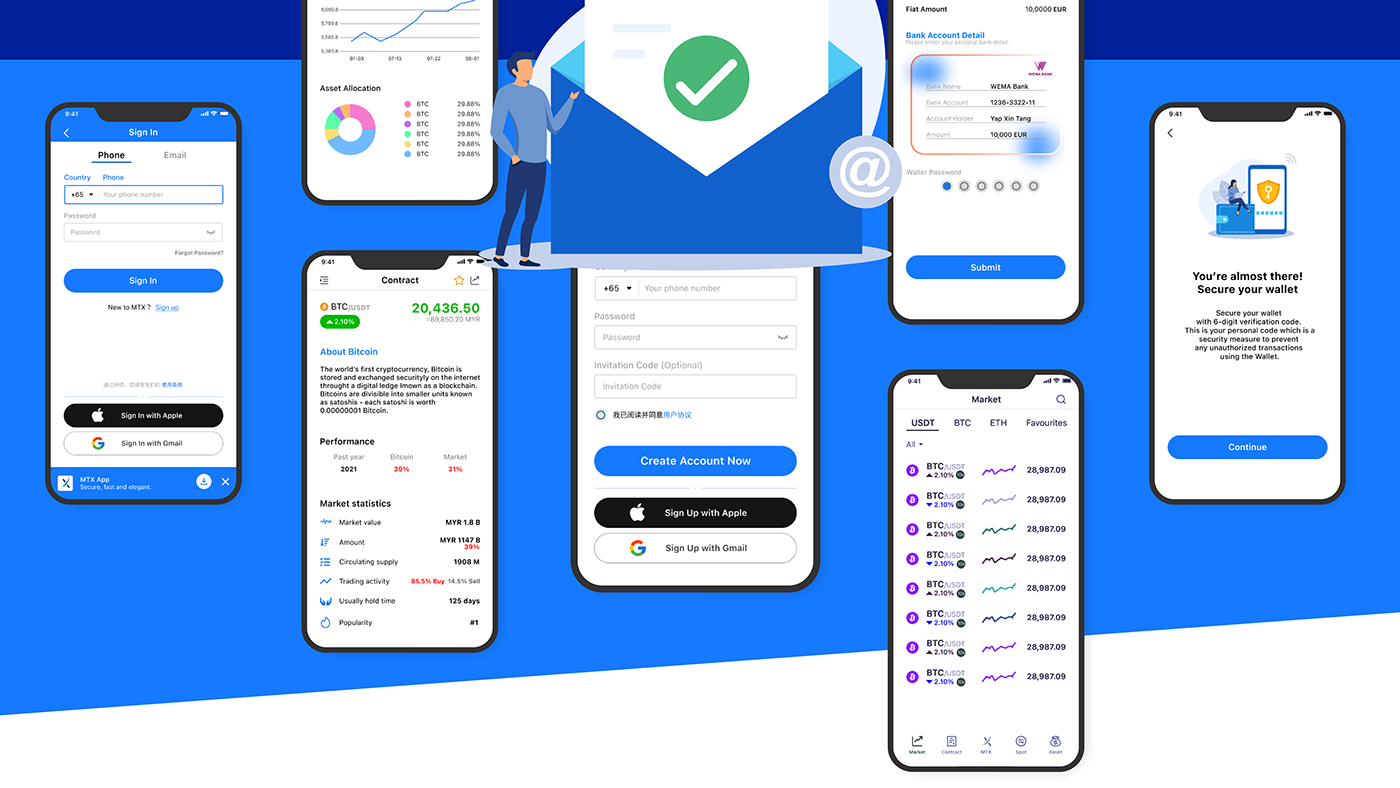 9:41
Sign In
Phone
Email
Country
Phone
+65
Your phone number
Password
Password
Forgot Password?
Sign In
New to MTX ? Sign up
Sign In with Apple
Sign In with Gmail
MTX App
Secure, fast and elegant.
6,090.8
5,789.8
5,565.8
5,383.8
07-03
07-13
07-22
08-01
Asset Allocation
BTC 29.88%
BTC 29.88%
BTC 29.88%
BTC 29.88%
BTC 29.88%
BTC 29.88%
9:41
Contract
BTC/USDT
20,436.50
2.10%
=89,850.20 MYR
About Bitcoin
The world's first cryptocurrency, Bitcoin is
stored and exchanged securityly on the internet
throught a digital ledge lmown as a blockchain.
Bitcoins are divisible into smaller units known
as satoshis - each satoshi is worth
0.00000001 Bitcoin.
Performance
Past year
Bitcoin
Market
2021
39%
31%
Market statistics
Market value MYR 1.8 B
Amount MYR 1147 B
39%
Circulating supply 1908 M
Trading activity 85.5% Buy 14.5% Sell
Usually hold time 125 days
Popularity #1
@
+65
Your phone number
Password
Password
Invitation Code (Optional)
Invitation Code
我已阅读并同意用户协议
Create Account Now
Sign Up with Apple
Sign Up with Gmail
Fiat Amount 10,0000 EUR
Bank Account Detail
Please enter your personal bank detail.
WEMA BANK
Bank Name WEMA Bank
Bank Account 1236-3322-11
Account Holder Yap Xin Tang
Amount 10,000 EUR
Waller Password
Submit
9:41
Market
USDT
BTC
ETH
Favourites
All
BTC/USDT
2.10%
28,987.09
BTC/USDT
2.10%
28,987.09
BTC/USDT
2.10%
28,987.09
BTC/USDT
2.10%
28,987.09
BTC/USDT
2.10%
28,987.09
BTC/USDT
2.10%
28,987.09
BTC/USDT
2.10%
28,987.09
BTC/USDT
2.10%
28,987.09
Market
Contract
MTX
Spot
Asset
9:41
You're almost there!
Secure your wallet
Secure your wallet
with 6-digit verification code.
This is your personal code which is a
security measure to prevent
any unauthorized transactions
using the Wallet.
Continue